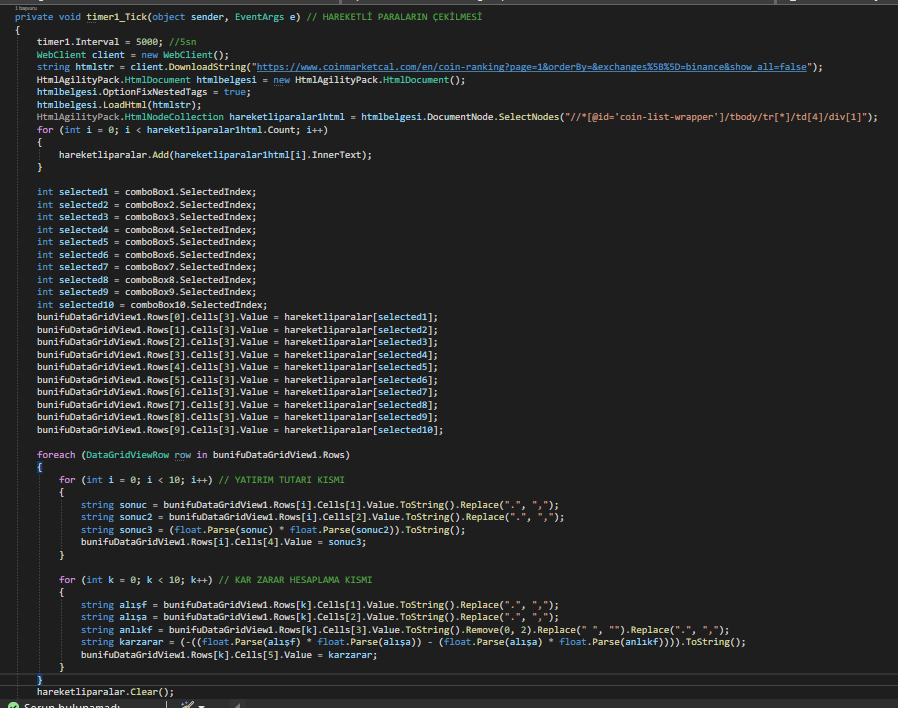 1 başvuru
private void timer1_Tick(object sender, EventArgs e) // HAREKETLİ PARALARIN ÇEKİLMESİ
{
timer1.Interval = 5000; //5sn
WebClient client = new WebClient();
string htmlstr = client.DownloadString("https://www.coinmarketcal.com/en/coin-ranking?page=1&orderBy=&exchanges%5B%5D=binance&show_all=false");
HtmlAgilityPack.HtmlDocument htmlbelgesi = new HtmlAgilityPack.HtmlDocument();
htmlbelgesi.OptionFixNestedTags = true;
htmlbelgesi.LoadHtml(htmlstr);
HtmlAgilityPack.HtmlNodeCollection hareketliparalar1html = htmlbelgesi.DocumentNode.SelectNodes("//*[@id='coin-list-wrapper']/tbody/tr[*]/td[4]/div[1]");
for (int i = 0; i < hareketliparalar1html.Count; i++)
{
hareketliparalar.Add(hareketliparalar1html[i].InnerText);
}
int selected1 = comboBox1.SelectedIndex;
int selected2 = comboBox2.SelectedIndex;
int selected3 = comboBox3.SelectedIndex;
int selected4 = comboBox4.SelectedIndex;
int selected5 = comboBox5.SelectedIndex;
int selected6 = comboBox6.SelectedIndex;
int selected7 = comboBox7.SelectedIndex;
int selected8 = comboBox8.SelectedIndex;
int selected9 = comboBox9.SelectedIndex;
int selected10 = comboBox10.SelectedIndex;
bunifuDataGridView1.Rows[0].Cells[3].Value = hareketliparalar[selected1];
bunifuDataGridView1.Rows[1].Cells[3].Value = hareketliparalar[selected2];
bunifuDataGridView1.Rows[2].Cells[3].Value = hareketliparalar[selected3];
bunifuDataGridView1.Rows[3].Cells[3].Value = hareketliparalar[selected4];
bunifuDataGridView1.Rows[4].Cells[3].Value = hareketliparalar[selected5];
bunifuDataGridView1.Rows[5].Cells[3].Value = hareketliparalar[selected6];
bunifuDataGridView1.Rows[6].Cells[3].Value = hareketliparalar[selected7];
bunifuDataGridView1.Rows[7].Cells[3].Value = hareketliparalar[selected8];
bunifuDataGridView1.Rows[8].Cells[3].Value = hareketliparalar[selected9];
bunifuDataGridView1.Rows[9].Cells[3].Value = hareketliparalar[selected10];
foreach (DataGridViewRow row in bunifuDataGridView1.Rows)
{
for (int i = 0; i < 10; i++) // YATIRIM TUTARI KISMI
{
string sonuc = bunifuDataGridView1.Rows[i].Cells[1].Value.ToString().Replace(".", ",");
string sonuc2 = bunifuDataGridView1.Rows[i].Cells[2].Value.ToString().Replace(".", ",");
string sonuc3 = (float.Parse(sonuc) * float.Parse(sonuc2)).ToString();
bunifuDataGridView1.Rows[i].Cells[4].Value = sonuc3;
}
for (int k = 0; k < 10; k++) // KAR ZARAR HESAPLAMA KISMI
{
string alışf = bunifuDataGridView1.Rows[k].Cells[1].Value.ToString().Replace(".", ",");
string alışa = bunifuDataGridView1.Rows[k].Cells[2].Value.ToString().Replace(".", ",");
string anlıkf = bunifuDataGridView1.Rows[k].Cells[3].Value.ToString().Remove(0, 2).Replace(" ", "").Replace(".", ",");
string karzarar = (-((float.Parse(alışf) * float.Parse(alışa)) - (float.Parse(alışa) * float.Parse(anlıkf)))).ToString();
bunifuDataGridView1.Rows[k].Cells[5].Value = karzarar;
}
}
hareketliparalar.Clear();
Sorun bulunamadı